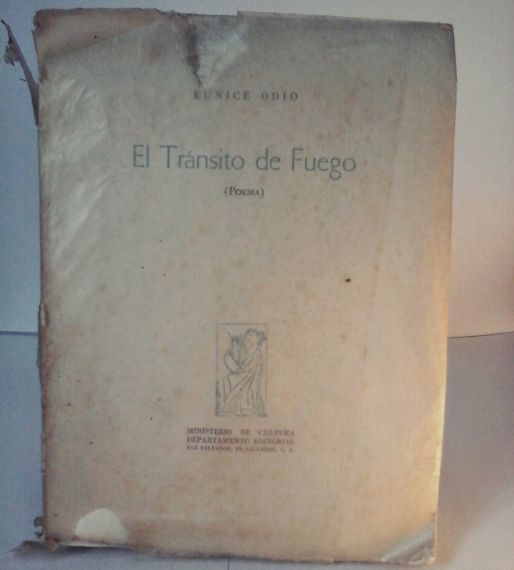 EUNICE ODIO
El Tránsito de Fuego
(POEMA)
MINISTERIO DE CULTURA
DEPARTAMENTO EDITORIAL
SAN SALVADOR, EL SALVADOR, C. A.